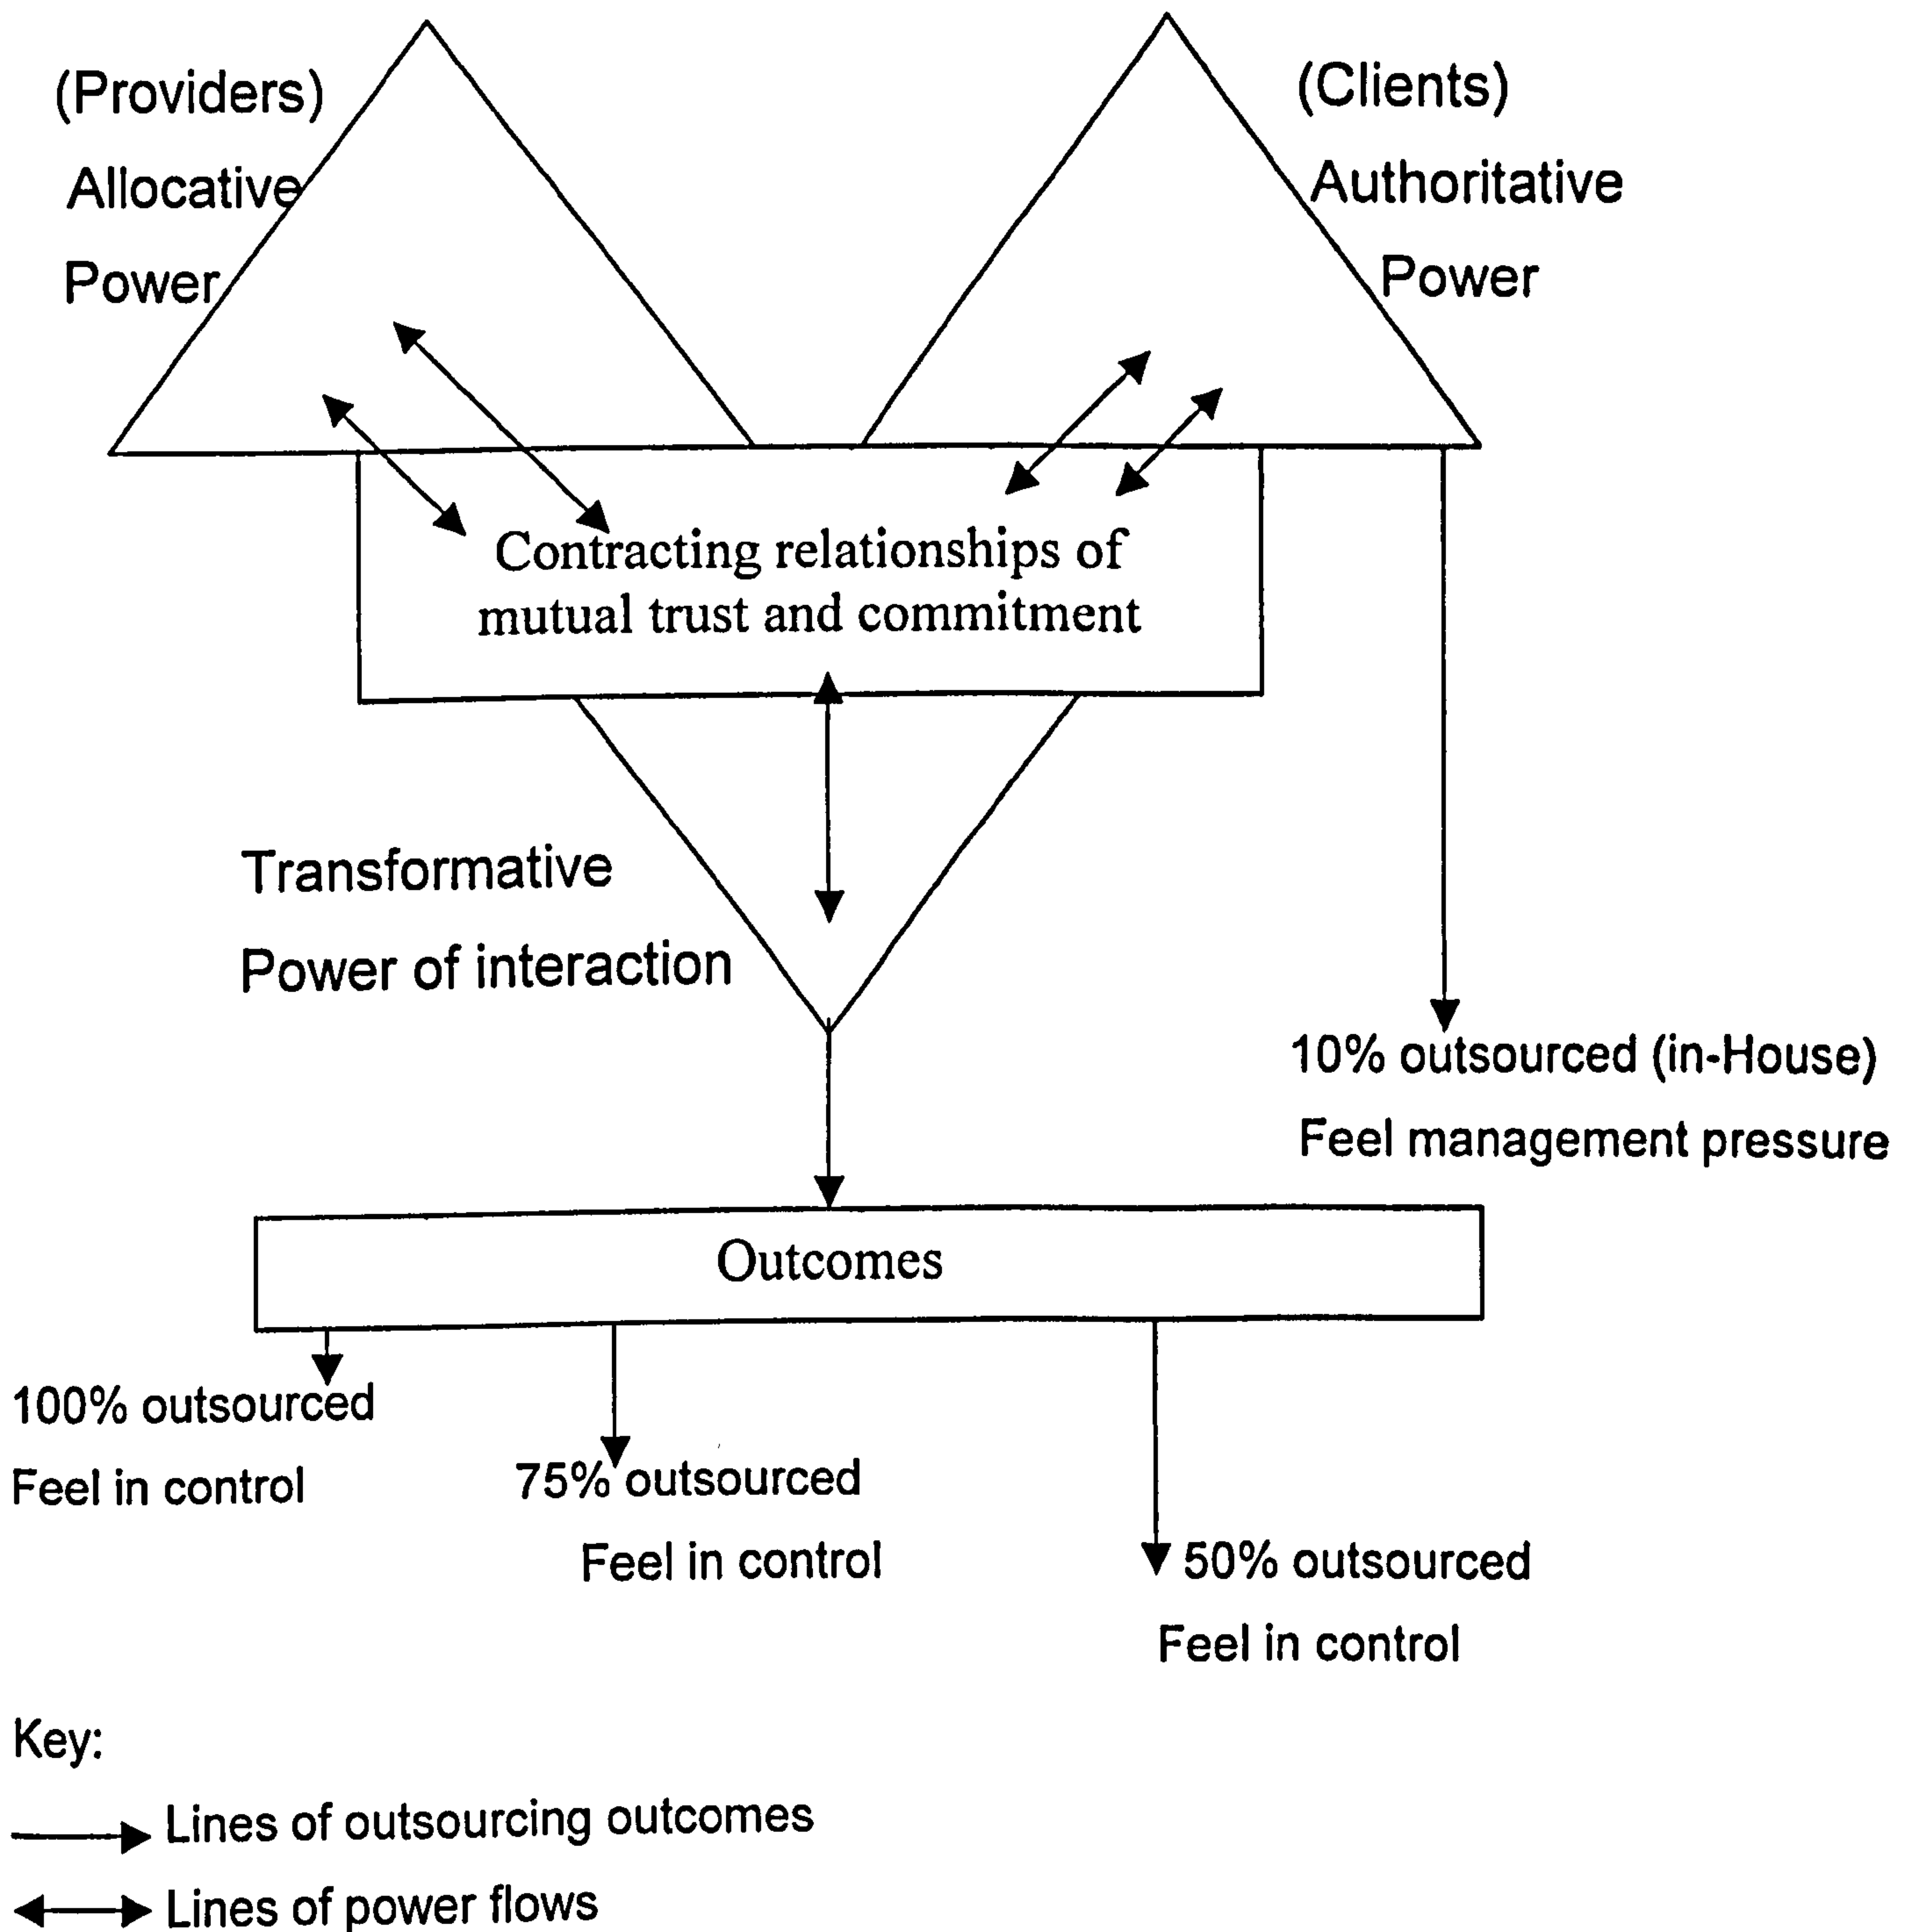 (Providers)
Allocative
Power
(Clients)
Authoritative
Power
Contracting relationships of
mutual trust and commitment
Transformative
Power of interaction
10% outsourced (in-House)
Feel management pressure
Outcomes
100% outsourced
Feel in control
75% outsourced
Feel in control
50% outsourced
Feel in control
Key:
Lines of outsourcing outcomes
Lines of power flows